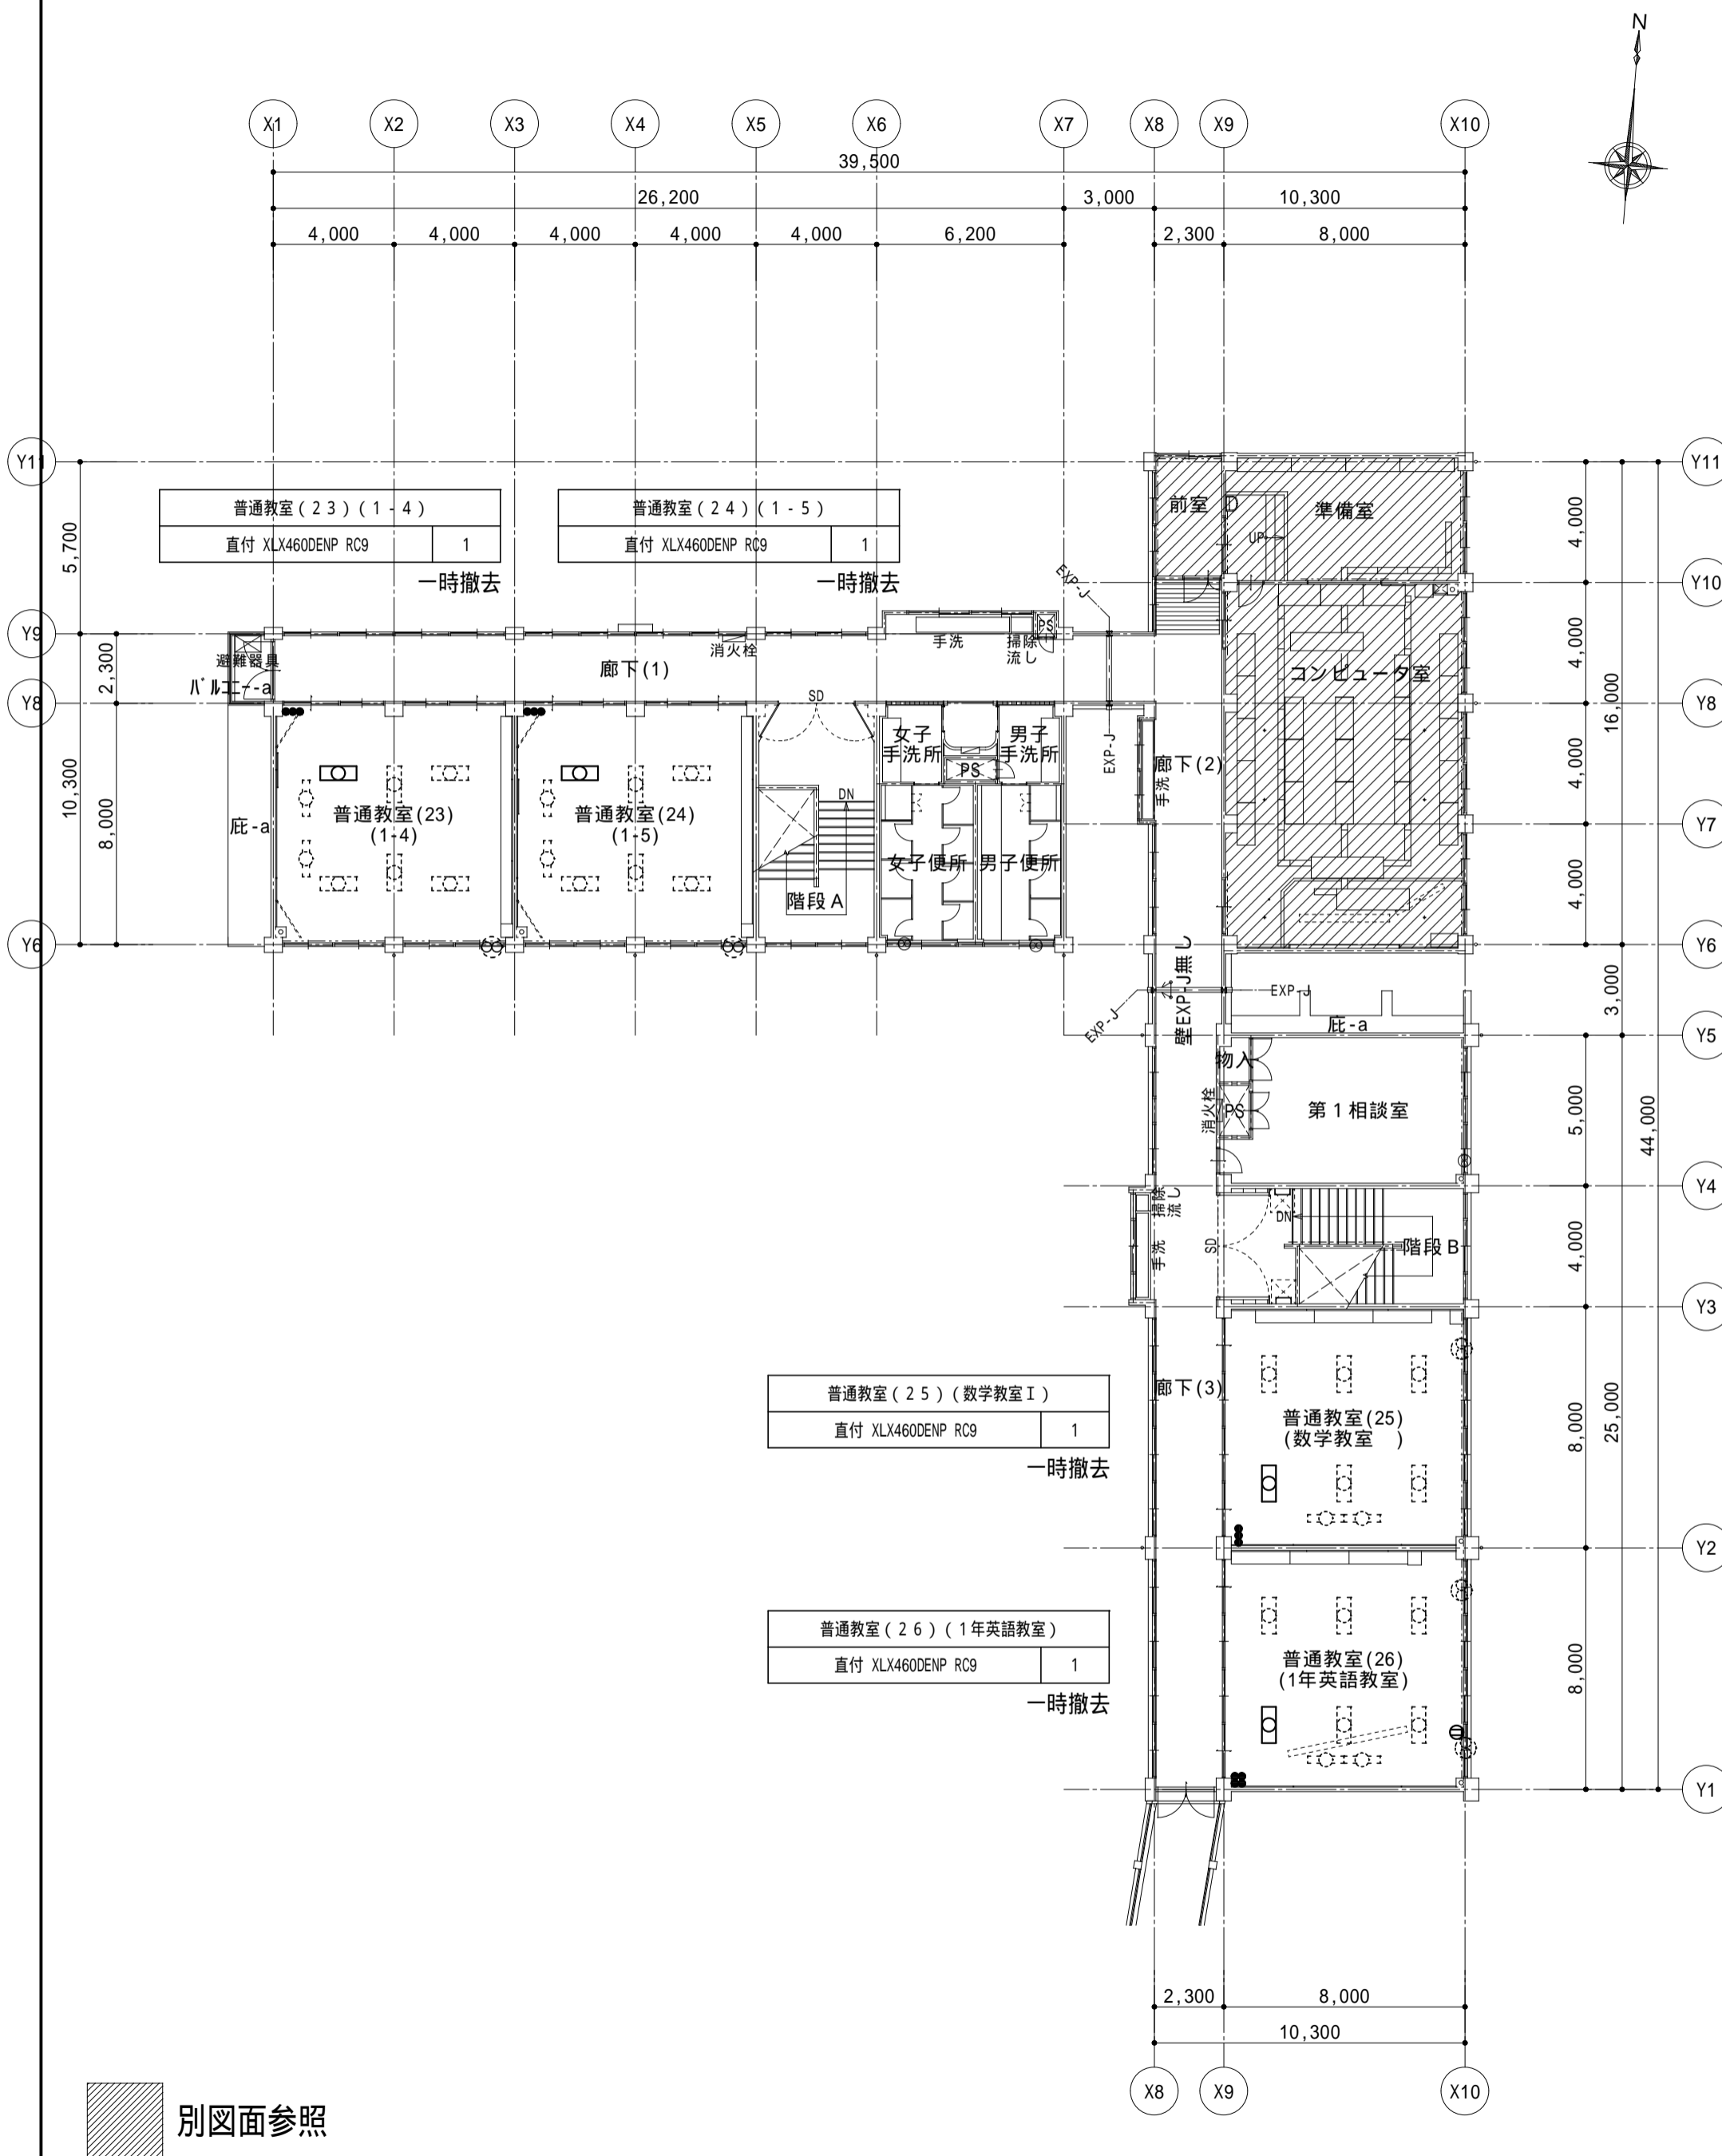 N
X1
X2
X3
X4
X5
X6
X7
X8
X9
X10
39,500
26,200
3,000
10,300
4,000
4,000
4,000
4,000
4,000
6,200
2,300
8,000
Y11
Y9
Y8
Y6
5,700
2,300
10,300
8,000
Y11
Y10
Y8
Y7
Y6
Y5
Y4
Y3
Y2
Y1
4,000
4,000
4,000
4,000
16,000
3,000
5,000
4,000
8,000
8,000
25,000
44,000
普通教室(23)(1-4)
直付 XLX460DENP RC9
1
一時撤去
普通教室(24)(1-5)
直付 XLX460DENP RC9
1
一時撤去
前室
D
準備室
UP
EXP-J
避難器具
バルコニー-a
廊下(1)
消火栓
手洗
掃除
流し
PS
コンピュータ室
SD
女子
手洗所
男子
手洗所
PS
EXP-J
廊下(2)
手洗
庇-a
普通教室(23)
(1-4)
普通教室(24)
(1-5)
DN
階段A
女子便所
男子便所
壁EXP-J無し
EXP-J
EXP-J
庇-a
物入
PS
消火栓
第1相談室
掃除
流し
手洗
SD
DN
階段B
普通教室(25)(数学教室Ⅰ)
直付 XLX460DENP RC9
1
一時撤去
廊下(3)
普通教室(25)
(数学教室 )
普通教室(26)(1年英語教室)
直付 XLX460DENP RC9
1
一時撤去
普通教室(26)
(1年英語教室)
2,300
8,000
10,300
X8
X9
X10
別図面参照